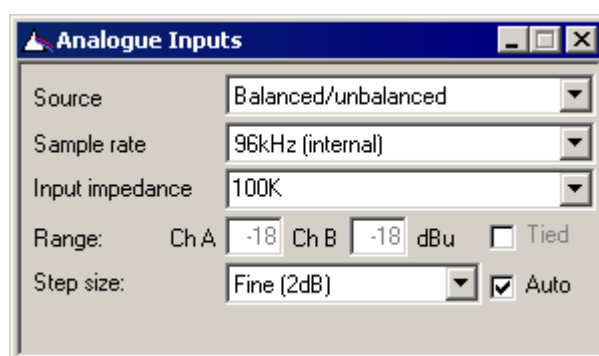 Analogue Inputs
Source Balanced/unbalanced
Sample rate 96kHz (internal)
Input impedance 100K
Range: Ch A -18 Ch B -18 dBu Tied
Step size: Fine (2dB) Auto